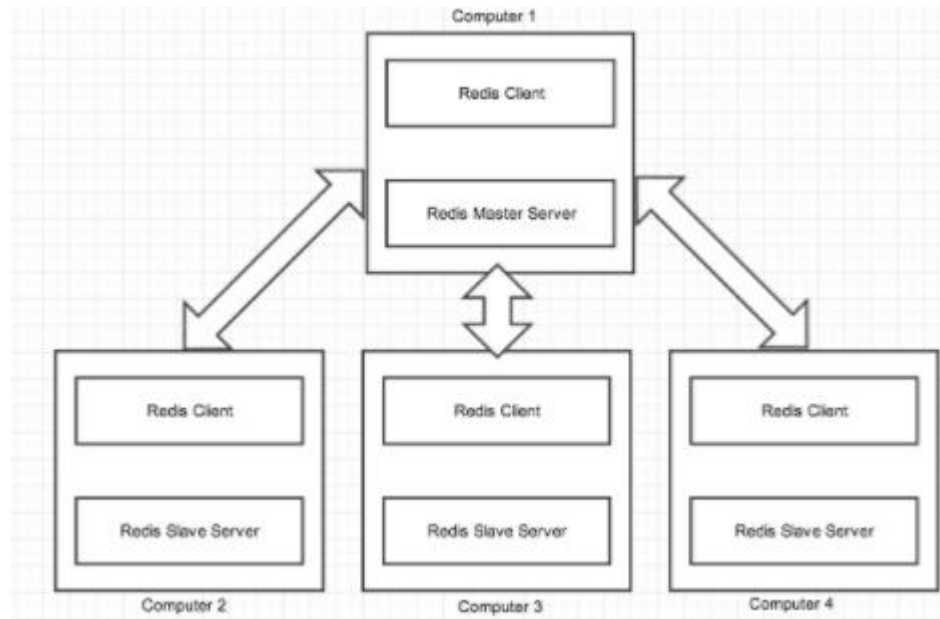 Computer 1
Redis Client
Redis Master Server
Redis Client
Redis Client
Redis Client
Redis Slave Server
Redis Slave Server
Redis Slave Server
Computer 2
Computer 3
Computer 4